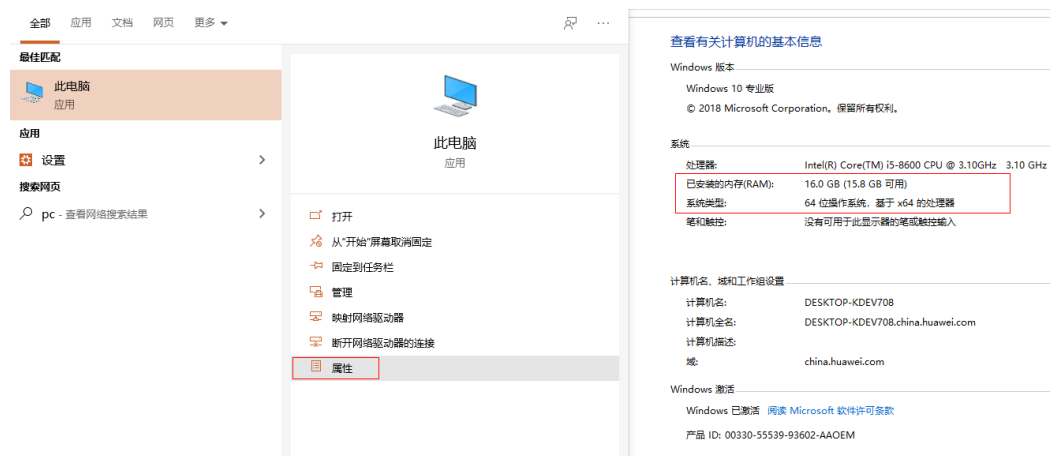 全部 应用 文档 网页 更多
最佳匹配
此电脑
应用
应用
设置
搜索网页
pc - 查看网络搜索结果
此电脑
应用
打开
从"开始"屏幕取消固定
固定到任务栏
管理
映射网络驱动器
断开网络驱动器的连接
属性
查看有关计算机的基本信息
Windows 版本
Windows 10 专业版
© 2018 Microsoft Corporation。保留所有权利。
系统
处理器: Intel(R) Core(TM) i5-8600 CPU @ 3.10GHz 3.10 GHz
已安装的内存(RAM): 16.0 GB (15.8 GB 可用)
系统类型: 64 位操作系统，基于 x64 的处理器
笔和触控: 没有可用于此显示器的笔或触控输入
计算机名、域和工作组设置
计算机名: DESKTOP-KDEV708
计算机全名: DESKTOP-KDEV708.china.huawei.com
计算机描述:
域: china.huawei.com
Windows 激活
Windows 已激活 阅读 Microsoft 软件许可条款
产品 ID: 00330-55539-93602-AAOEM